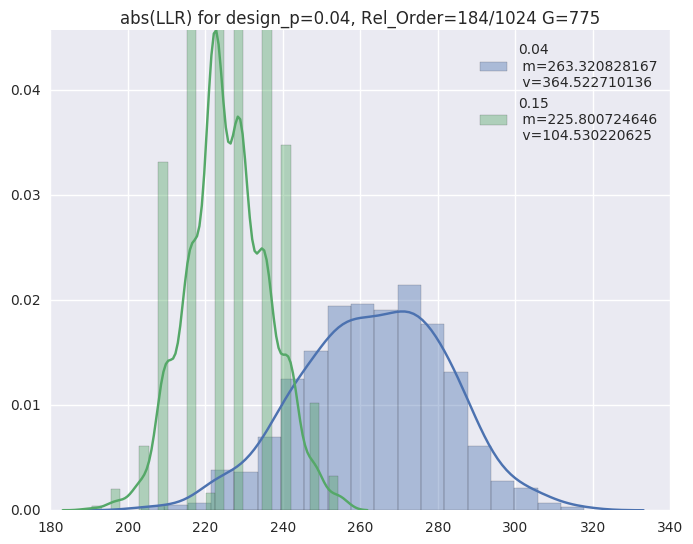 abs(LLR) for design_p=0.04, Rel_Order=184/1024 G=775
0.04
m=263.320828167
v=364.522710136
0.15
m=225.800724646
v=104.530220625
0.04
0.03
0.02
0.01
0.00
180 200 220 240 260 280 300 320 340